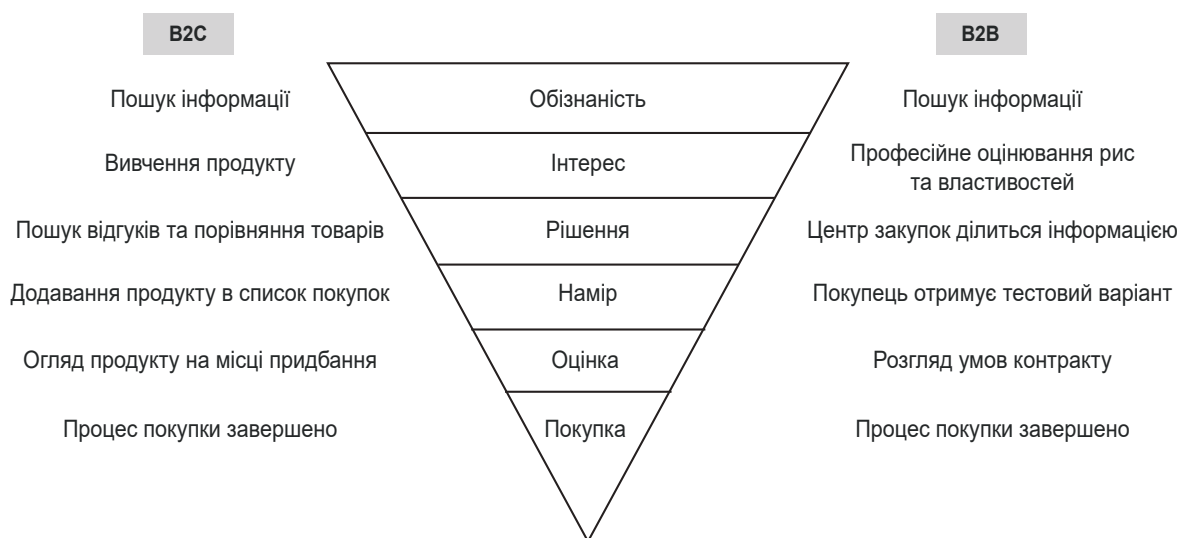 B2C
B2B
Пошук інформації
Обізнаність
Пошук інформації
Вивчення продукту
Інтерес
Професійне оцінювання рис
та властивостей
Пошук відгуків та порівняння товарів
Рішення
Центр закупок ділиться інформацією
Додавання продукту в список покупок
Намір
Покупець отримує тестовий варіант
Огляд продукту на місці придбання
Оцінка
Розгляд умов контракту
Процес покупки завершено
Покупка
Процес покупки завершено